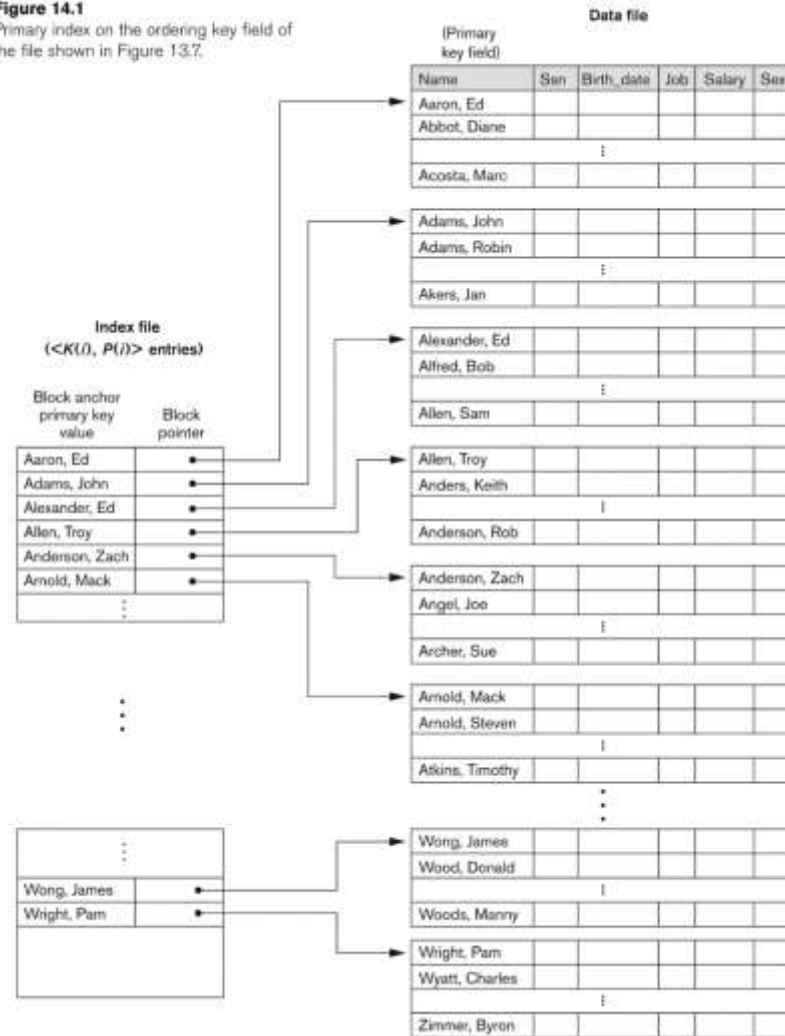 Figure 14.1
Primary index on the ordering key field of
the file shown in Figure 13.7.
Data file
(Primary
key field)
Name Ssn Birth_date Job Salary Sex
Aaron, Ed
Abbot, Diane
⋮
Acosta, Marc
Adams, John
Adams, Robin
⋮
Akers, Jan
Alexander, Ed
Alfred, Bob
⋮
Allen, Sam
Allen, Troy
Anders, Keith
⋮
Anderson, Rob
Anderson, Zach
Angel, Joe
⋮
Archer, Sue
Arnold, Mack
Arnold, Steven
⋮
Atkins, Timothy
⋮
Wong, James
Wood, Donald
⋮
Woods, Manny
Wright, Pam
Wyatt, Charles
⋮
Zimmer, Byron
Index file
(<K(i), P(i)> entries)
Block anchor
primary key
value
Block
pointer
Aaron, Ed
Adams, John
Alexander, Ed
Allen, Troy
Anderson, Zach
Arnold, Mack
⋮
⋮
⋮
Wong, James
Wright, Pam